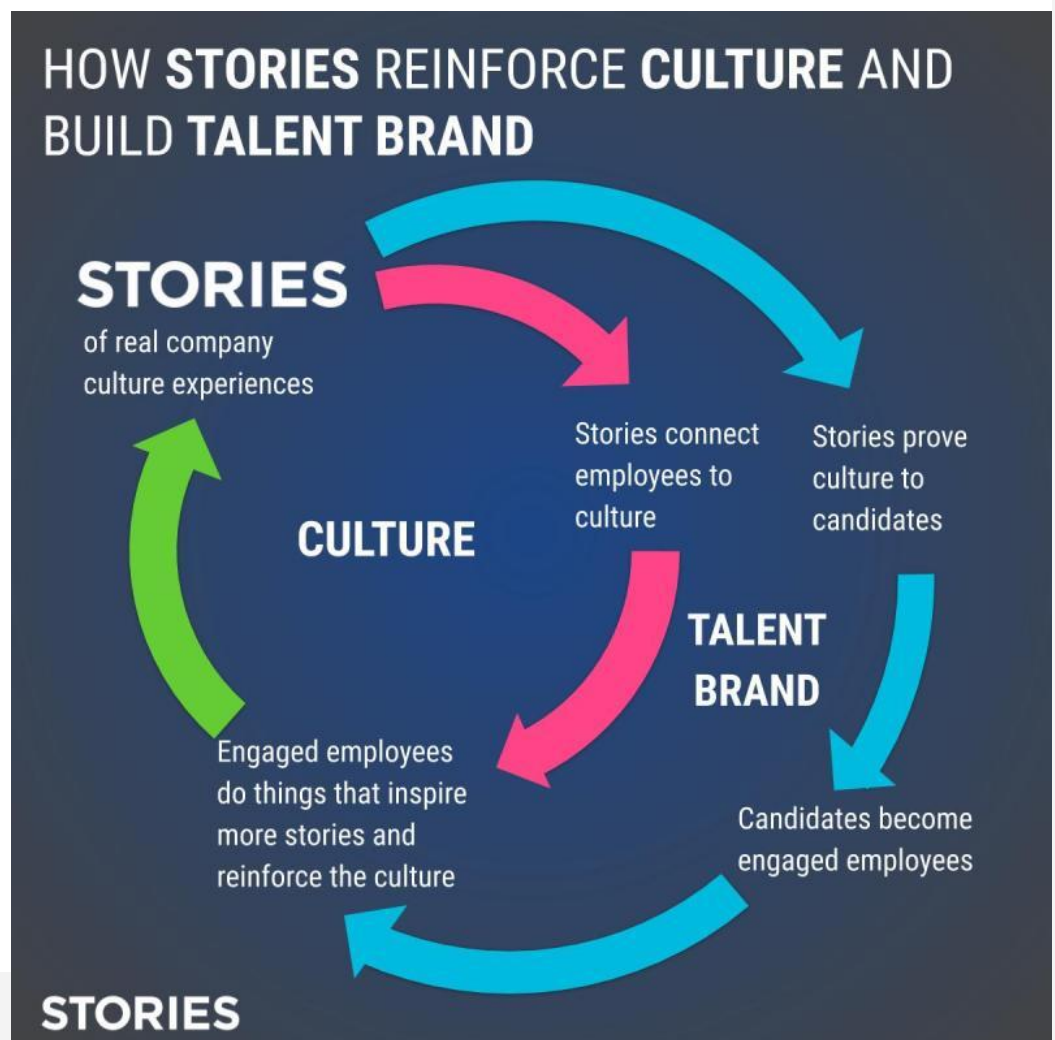 HOW STORIES REINFORCE CULTURE AND
BUILD TALENT BRAND
STORIES
of real company
culture experiences
Stories connect
employees to
culture
Stories prove
culture to
candidates
CULTURE
TALENT
BRAND
Engaged employees
do things that inspire
more stories and
reinforce the culture
Candidates become
engaged employees
STORIES